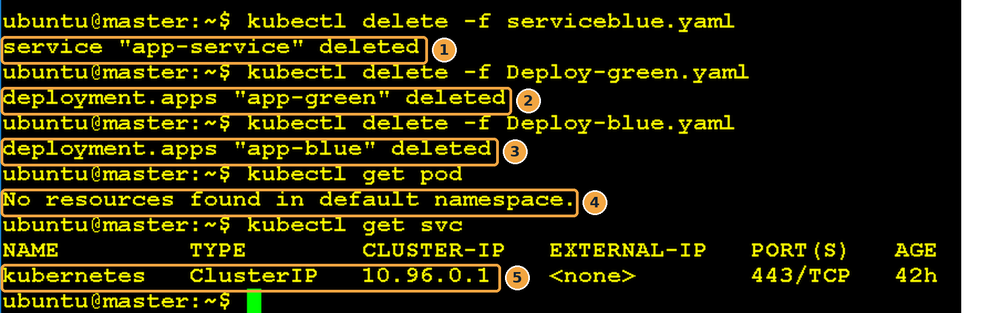 ubuntu@master:~$ kubectl delete -f serviceblue.yaml
service "app-service" deleted 1
ubuntu@master:~$ kubectl delete -f Deploy-green.yaml
deployment.apps "app-green" deleted 2
ubuntu@master:~$ kubectl delete -f Deploy-blue.yaml
deployment.apps "app-blue" deleted 3
ubuntu@master:~$ kubectl get pod
No resources found in default namespace. 4
ubuntu@master:~$ kubectl get svc
NAME TYPE CLUSTER-IP EXTERNAL-IP PORT(S) AGE
kubernetes ClusterIP 10.96.0.1 5 <none> 443/TCP 42h
ubuntu@master:~$